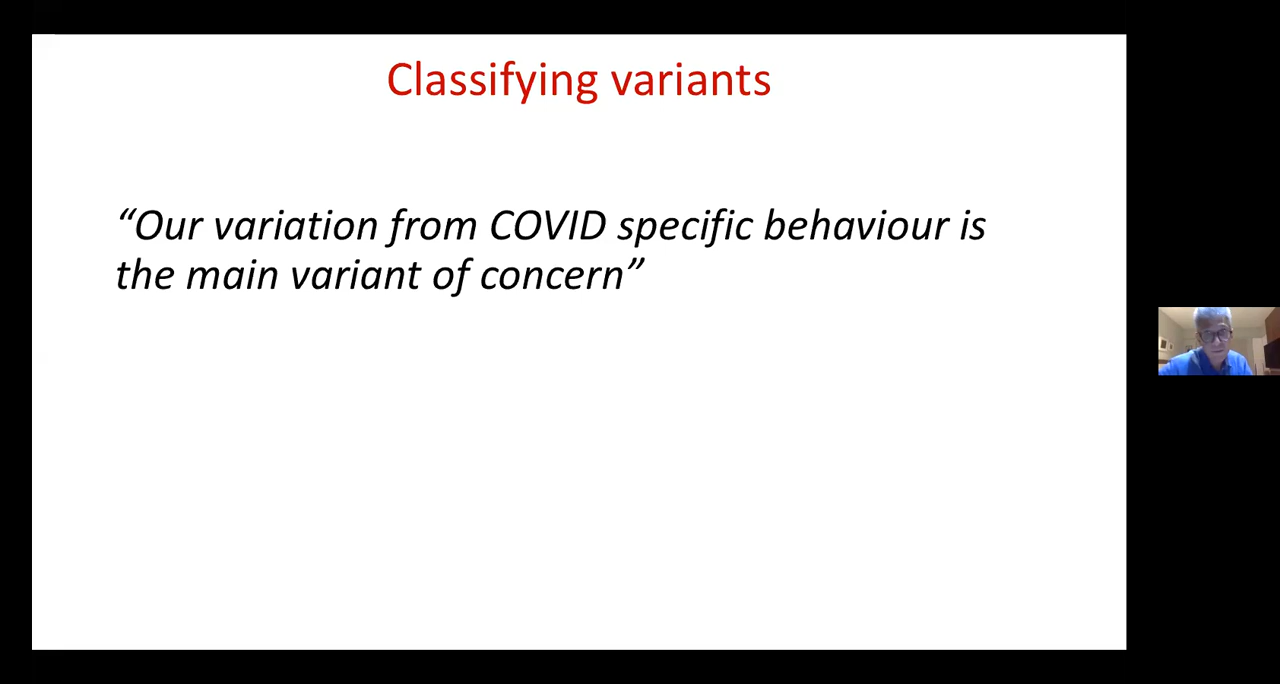 Classifying variants
“Our variation from COVID specific behaviour is
the main variant of concern”